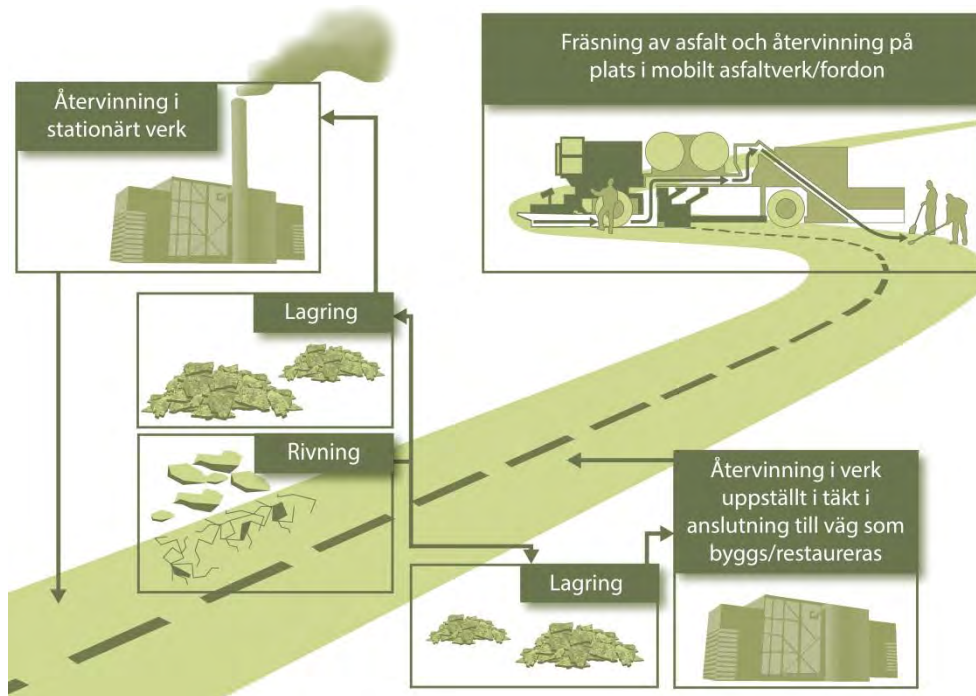 Fräsning av asfalt och återvinning på
plats i mobilt asfaltverk/fordon
Återvinning i
stationärt verk
Lagring
Rivning
Återvinning i verk
uppställt i täkt i
anslutning till väg som
byggs/restaureras
Lagring